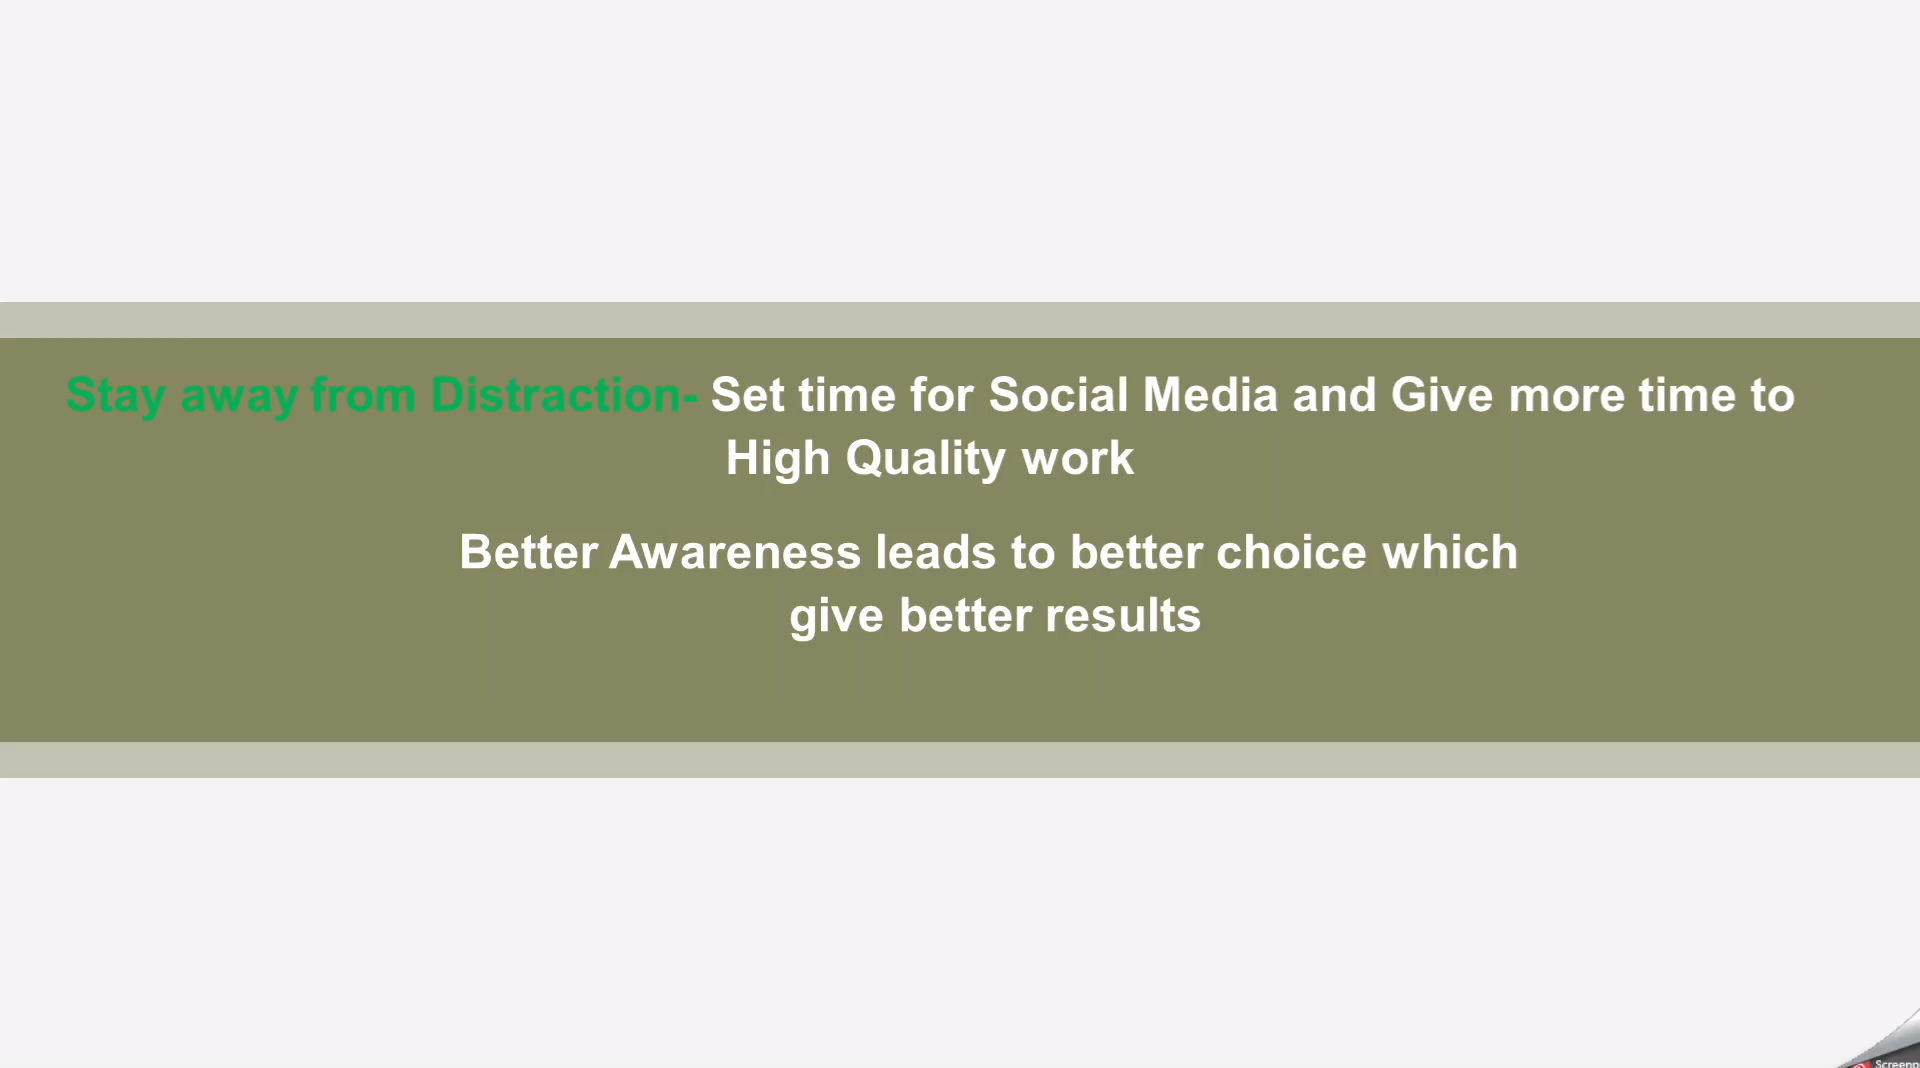 Stay away from Distraction- Set time for Social Media and Give more time to
High Quality work
Better Awareness leads to better choice which
give better results